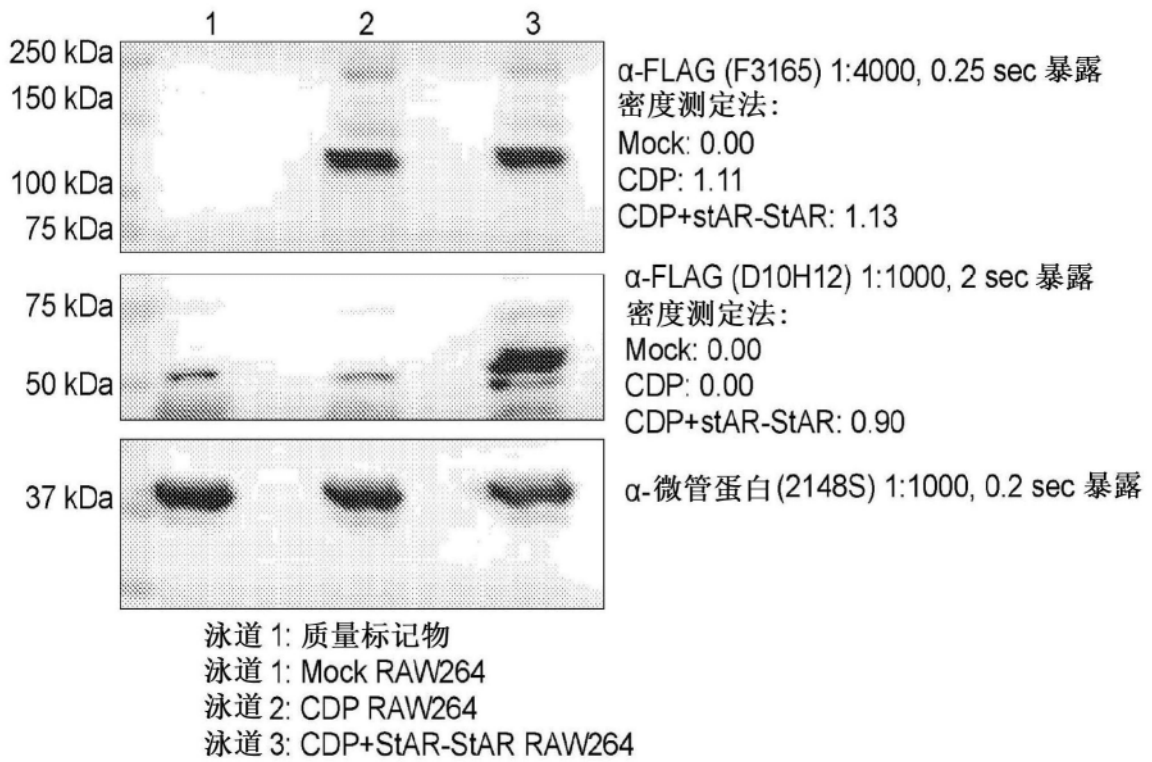 1 2 3
250 kDa
150 kDa
100 kDa
75 kDa
α-FLAG (F3165) 1:4000, 0.25 sec 暴露
密度测定法:
Mock: 0.00
CDP: 1.11
CDP+stAR-StAR: 1.13
75 kDa
50 kDa
α-FLAG (D10H12) 1:1000, 2 sec 暴露
密度测定法:
Mock: 0.00
CDP: 0.00
CDP+stAR-StAR: 0.90
37 kDa
α-微管蛋白(2148S) 1:1000, 0.2 sec 暴露
泳道 1: 质量标记物
泳道 1: Mock RAW264
泳道 2: CDP RAW264
泳道 3: CDP+StAR-StAR RAW264